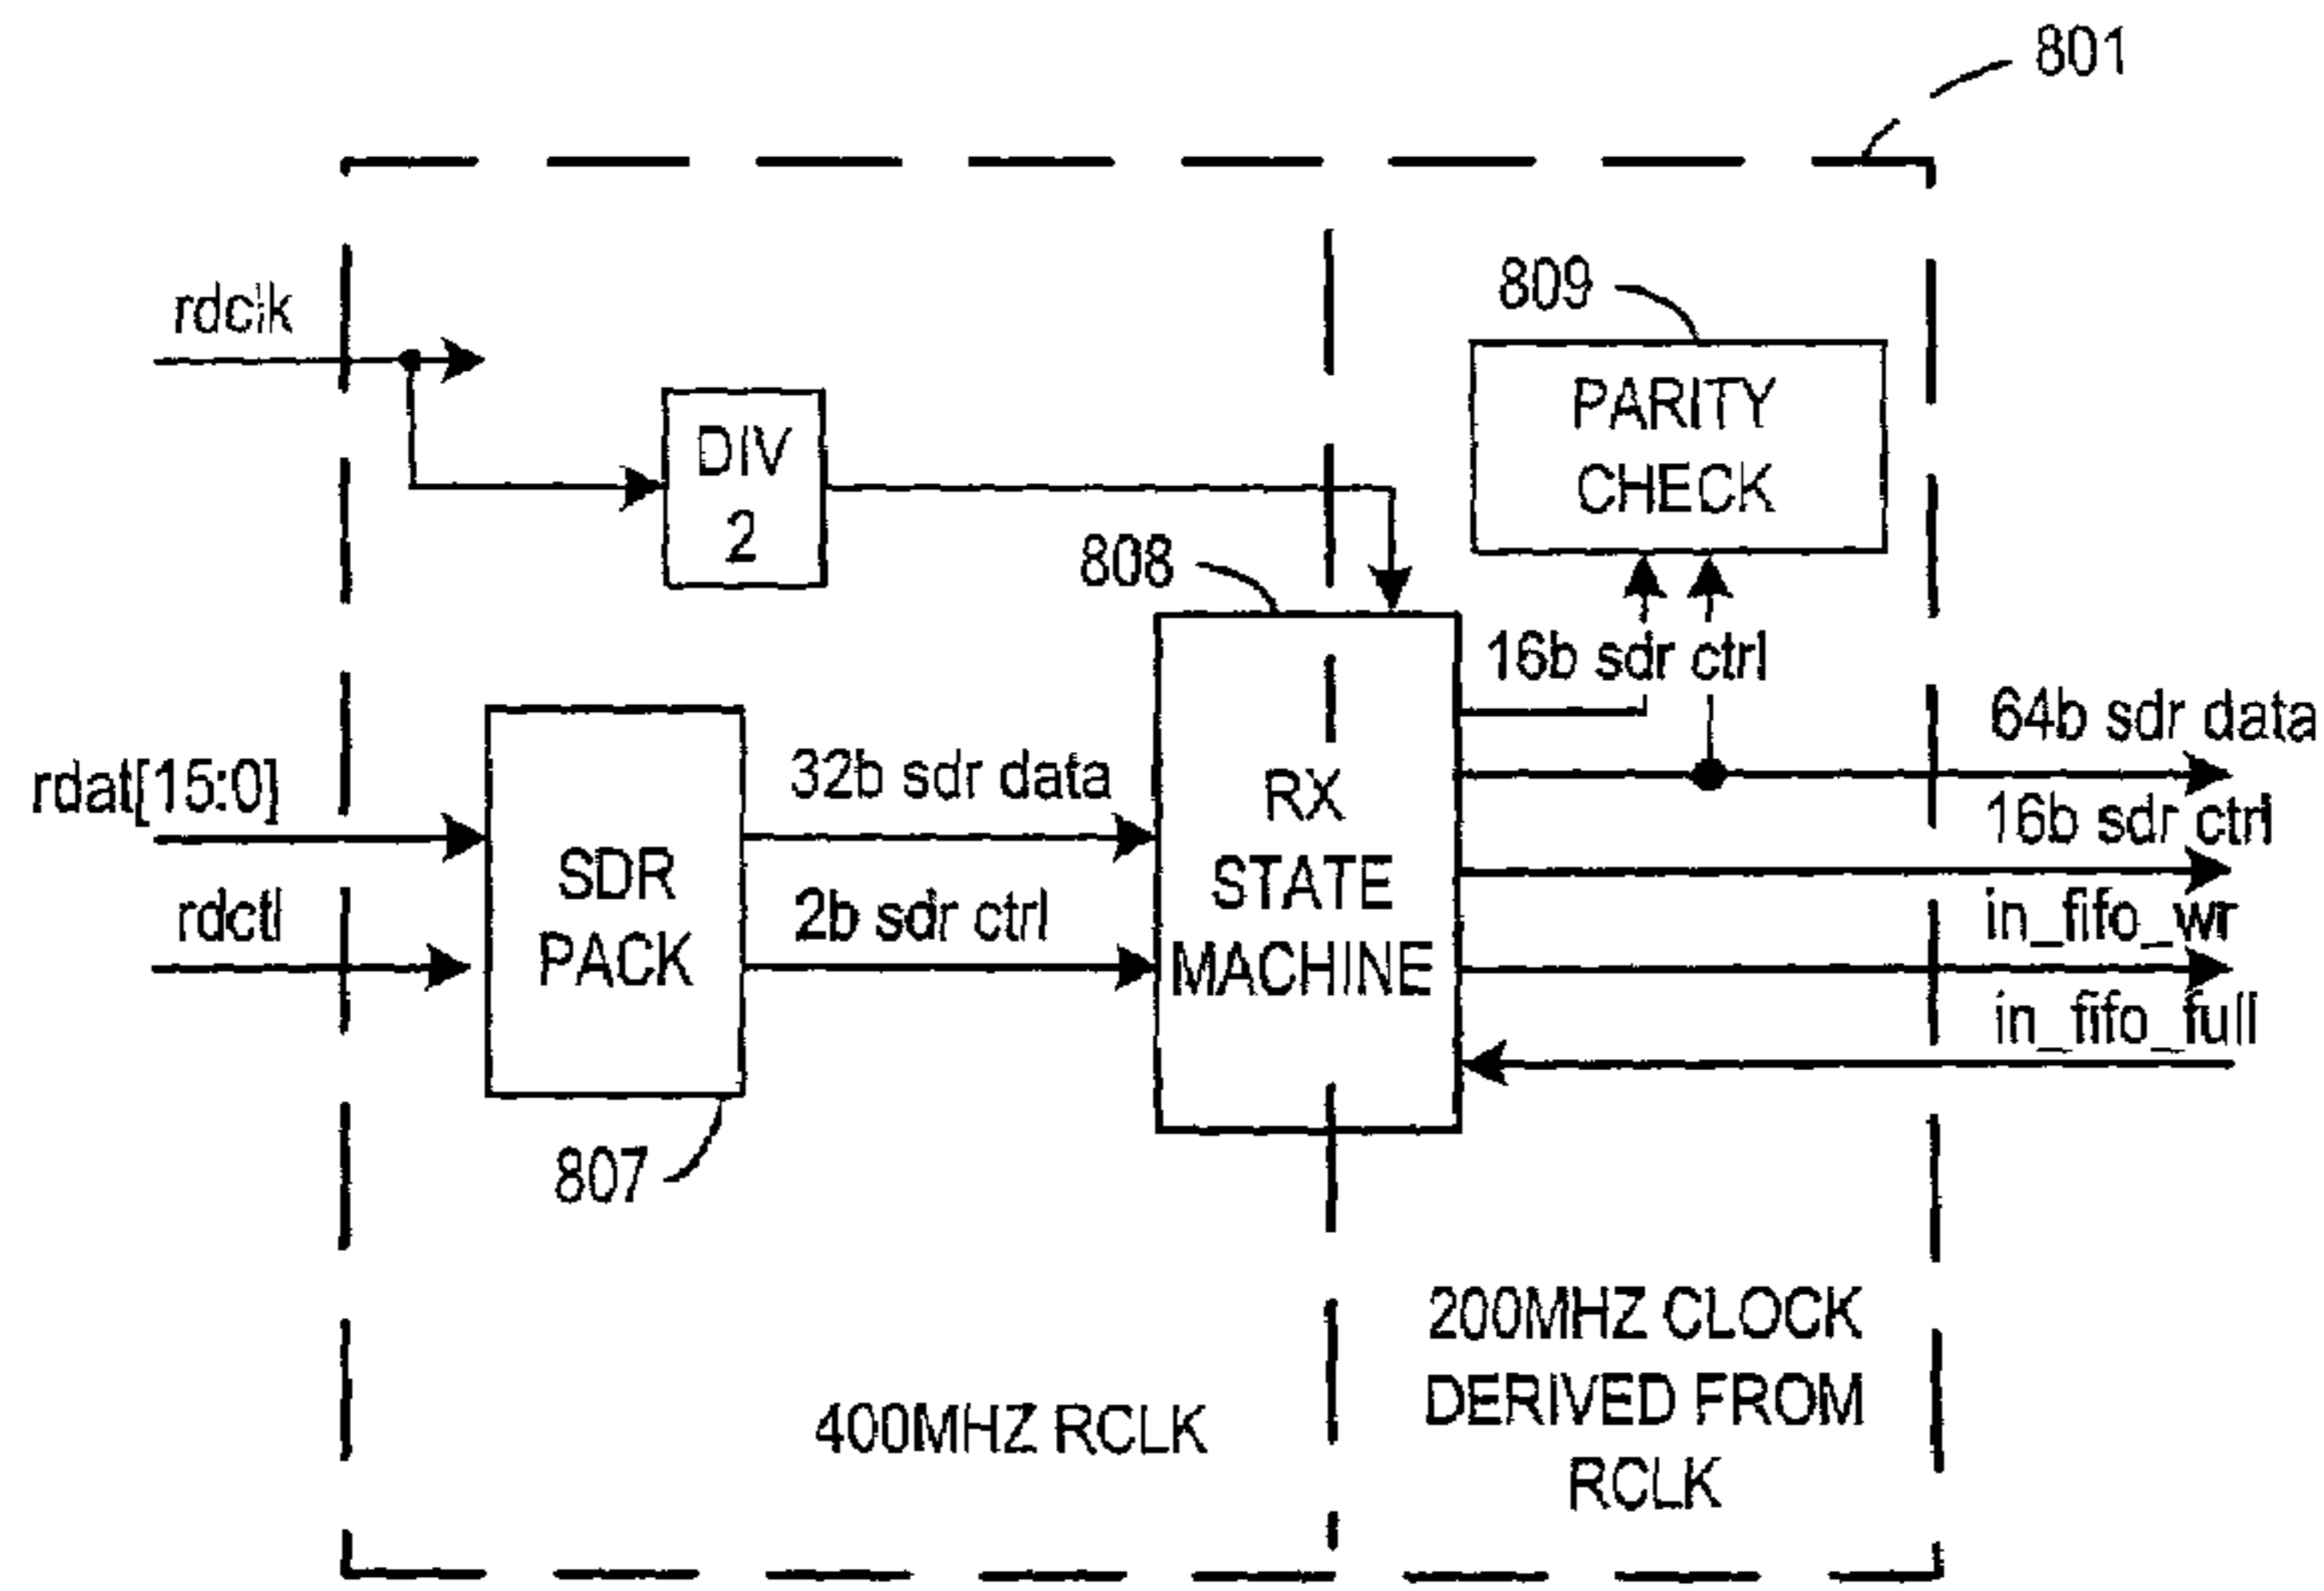 801
809
rdclk
PARITY
CHECK
DIV
2
808
16b sdr ctrl
64b sdr data
rdat[15:0]
32b sdr data
RX
16b sdr ctrl
SDR
STATE
rdctl
2b sdr ctrl
in_fifo_wr
PACK
MACHINE
in_fifo_full
807
200MHZ CLOCK
DERIVED FROM
RCLK
400MHZ RCLK